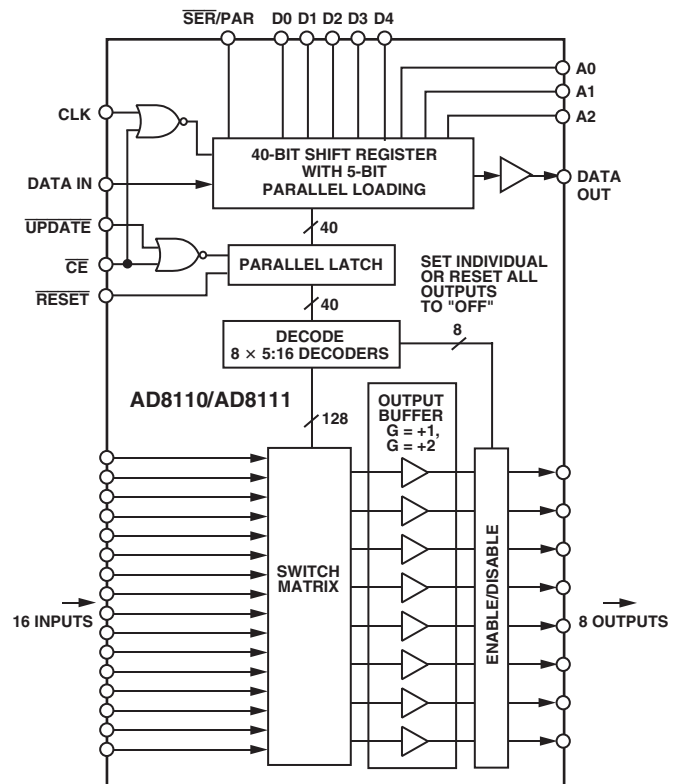 SER/PAR D0 D1 D2 D3 D4
A0
A1
A2
CLK
40-BIT SHIFT REGISTER
WITH 5-BIT
PARALLEL LOADING
DATA IN
DATA
OUT
UPDATE
40
CE
PARALLEL LATCH
SET INDIVIDUAL
OR RESET ALL
OUTPUTS
TO "OFF"
RESET
40
DECODE
8 × 5:16 DECODERS
8
AD8110/AD8111
128
OUTPUT
BUFFER
G = +1,
G = +2
SWITCH
MATRIX
ENABLE/DISABLE
16 INPUTS
8 OUTPUTS